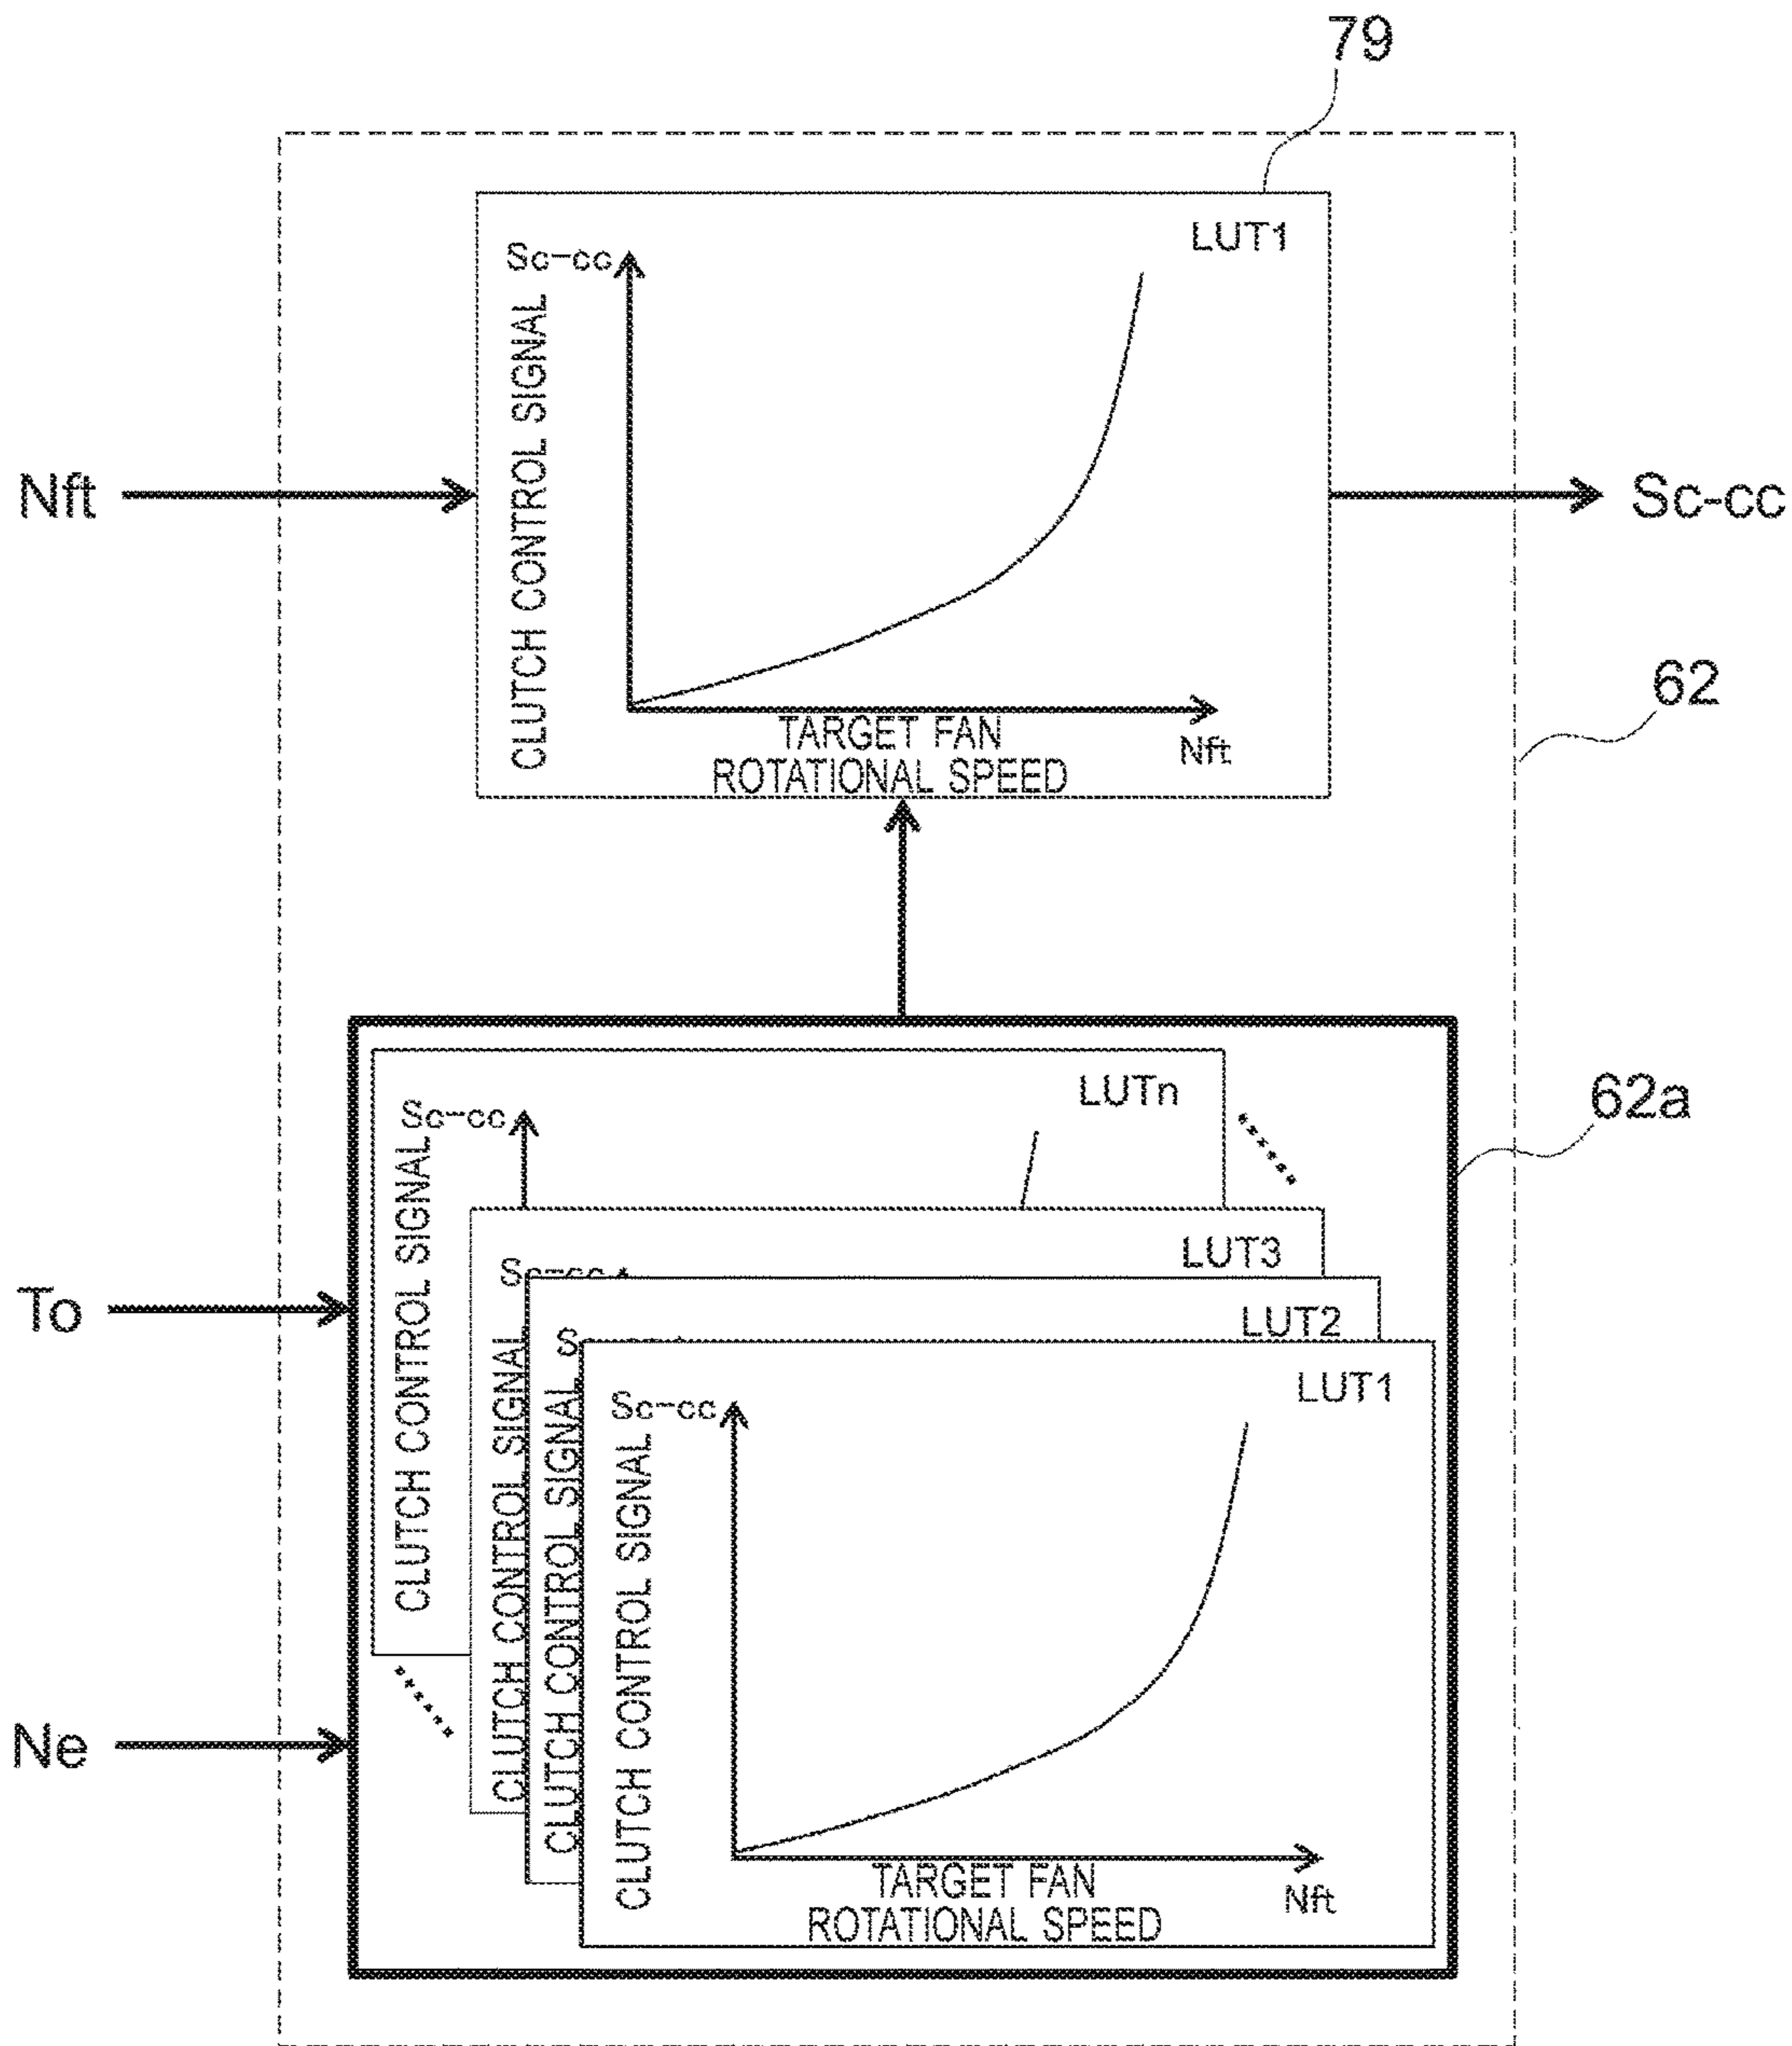 79
LUT1
Sc-cc
CLUTCH CONTROL SIGNAL
Nft
Sc-cc
62
TARGET FAN
Nft
ROTATIONAL SPEED
62a
LUTn
Sc-cc
CLUTCH CONTROL SIGNAL
LUT3
Sc-cc
CLUTCH CONTROL SIGNAL
To
LUT2
CLUTCH CONTROL SIGNAL
LUT1
Sc-cc
CLUTCH CONTROL SIGNAL
Ne
TARGET FAN
Nft
ROTATIONAL SPEED